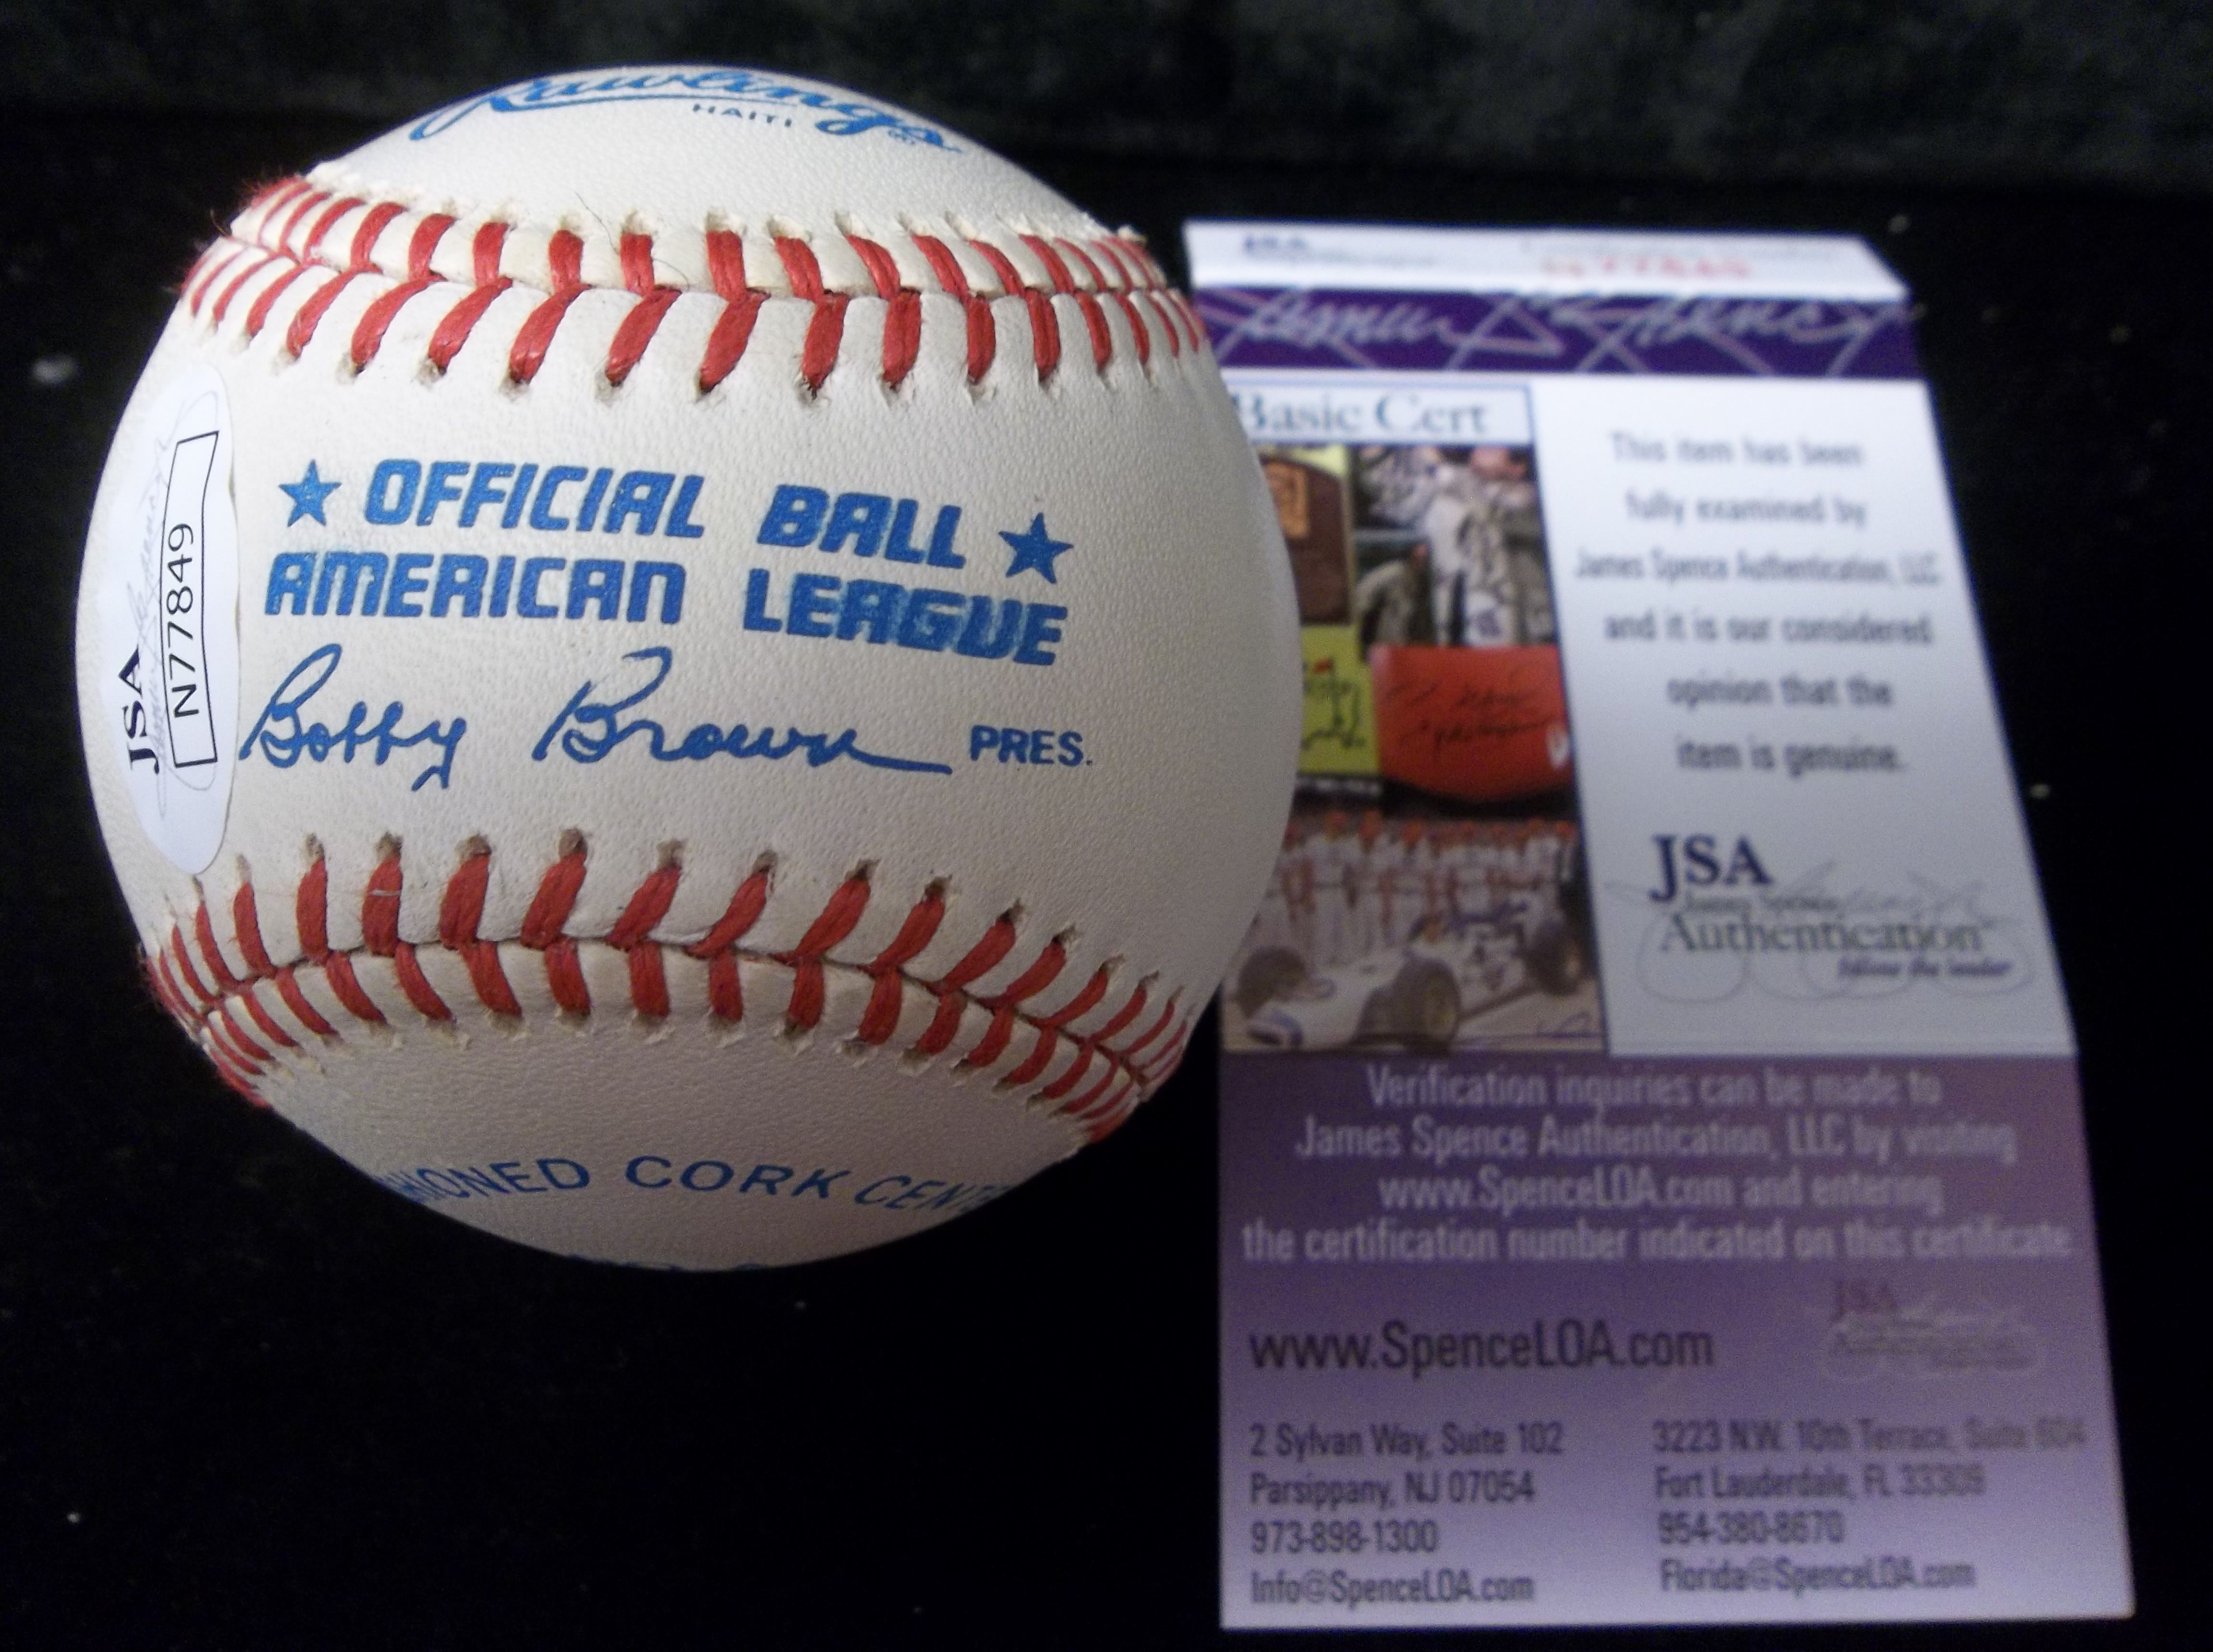 Rawlings
HAITI
★ OFFICIAL BALL ★
AMERICAN LEAGUE
Bobby Brown PRES.
JSA
N77849
CORK
JSA
Basic Cert
This item has been
fully examined by
James Spence Authentication, LLC
and it is our considered
opinion that the
item is genuine.
JSA
James Spence
Authentication
Verification inquiries can be made to
James Spence Authentication, LLC by visiting
www.SpenceLOA.com and entering
the certification number indicated on this certificate
JSA
www.SpenceLOA.com
2 Sylvan Way, Suite 102
Parsippany, NJ 07054
973-898-1300
Info@SpenceLOA.com
3223 N.W. 10th Terrace, Suite 604
Fort Lauderdale, FL 33309
954-380-8670
Florida@SpenceLOA.com